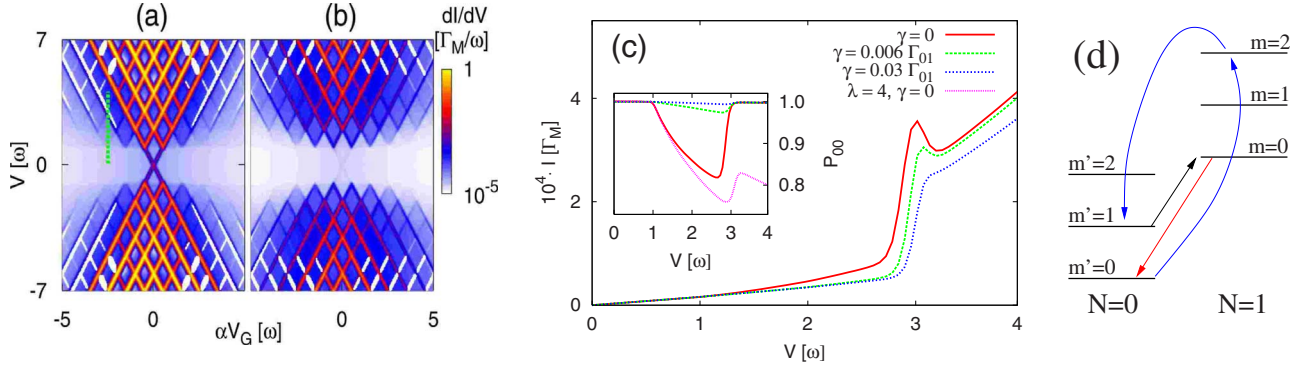 (a)
(b)
dI/dV
[Γ_M/ω]
1
10^-5
7
0
-7
V [ω]
-5
0
0
5
αV_G [ω]
(c)
γ = 0
γ = 0.006 Γ_01
γ = 0.03 Γ_01
λ = 4, γ = 0
10^4 · I [Γ_M]
4
2
0
0
1
2
3
4
V [ω]
1.0
0.9
0.8
P_00
0
1
2
3
4
V [ω]
(d)
m=2
m=1
m=0
m'=2
m'=1
m'=0
N=0
N=1